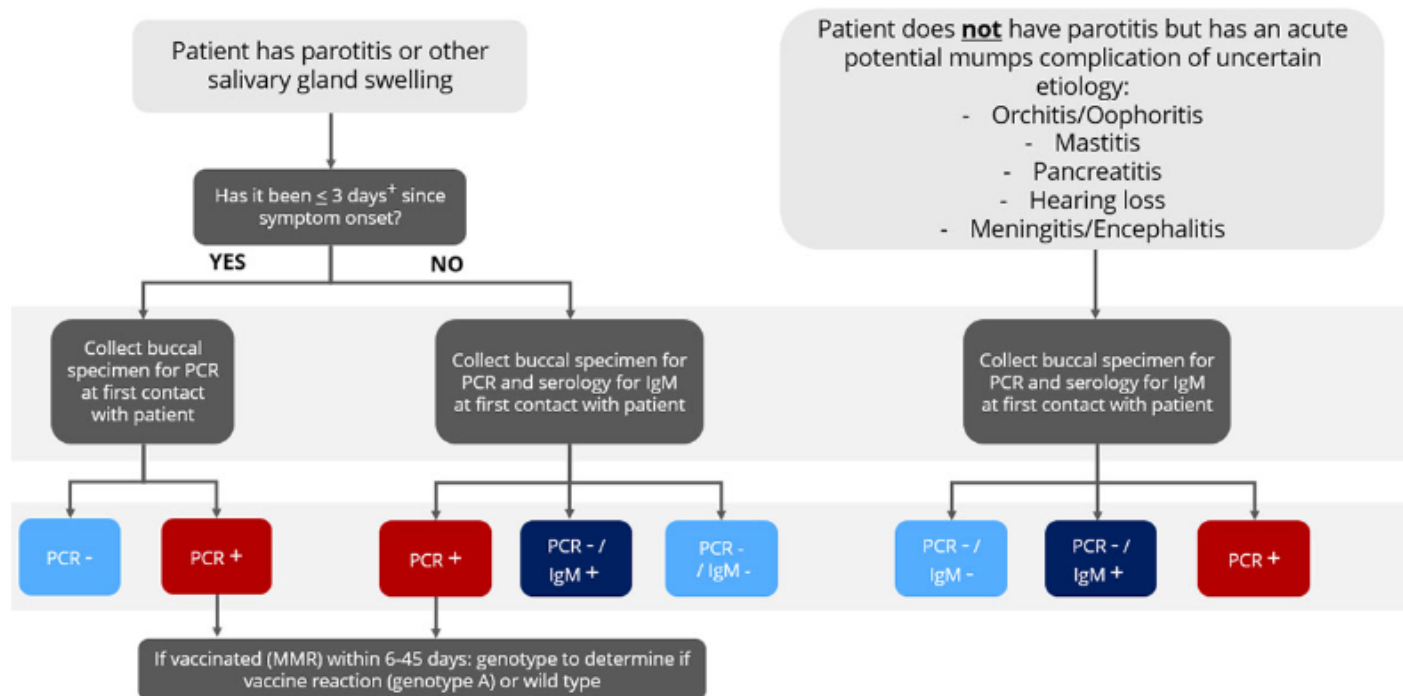 Patient has parotitis or other
salivary gland swelling
Patient does not have parotitis but has an acute
potential mumps complication of uncertain
etiology:
- Orchitis/Oophoritis
- Mastitis
- Pancreatitis
- Hearing loss
- Meningitis/Encephalitis
Has it been ≤ 3 days+ since
symptom onset?
YES
NO
Collect buccal
specimen for PCR
at first contact
with patient
Collect buccal specimen for
PCR and serology for IgM
at first contact with patient
Collect buccal specimen for
PCR and serology for IgM
at first contact with patient
PCR -
PCR +
PCR +
PCR - /
IgM +
PCR -
/ IgM -
PCR - /
IgM -
PCR - /
IgM +
PCR +
If vaccinated (MMR) within 6-45 days: genotype to determine if
vaccine reaction (genotype A) or wild type